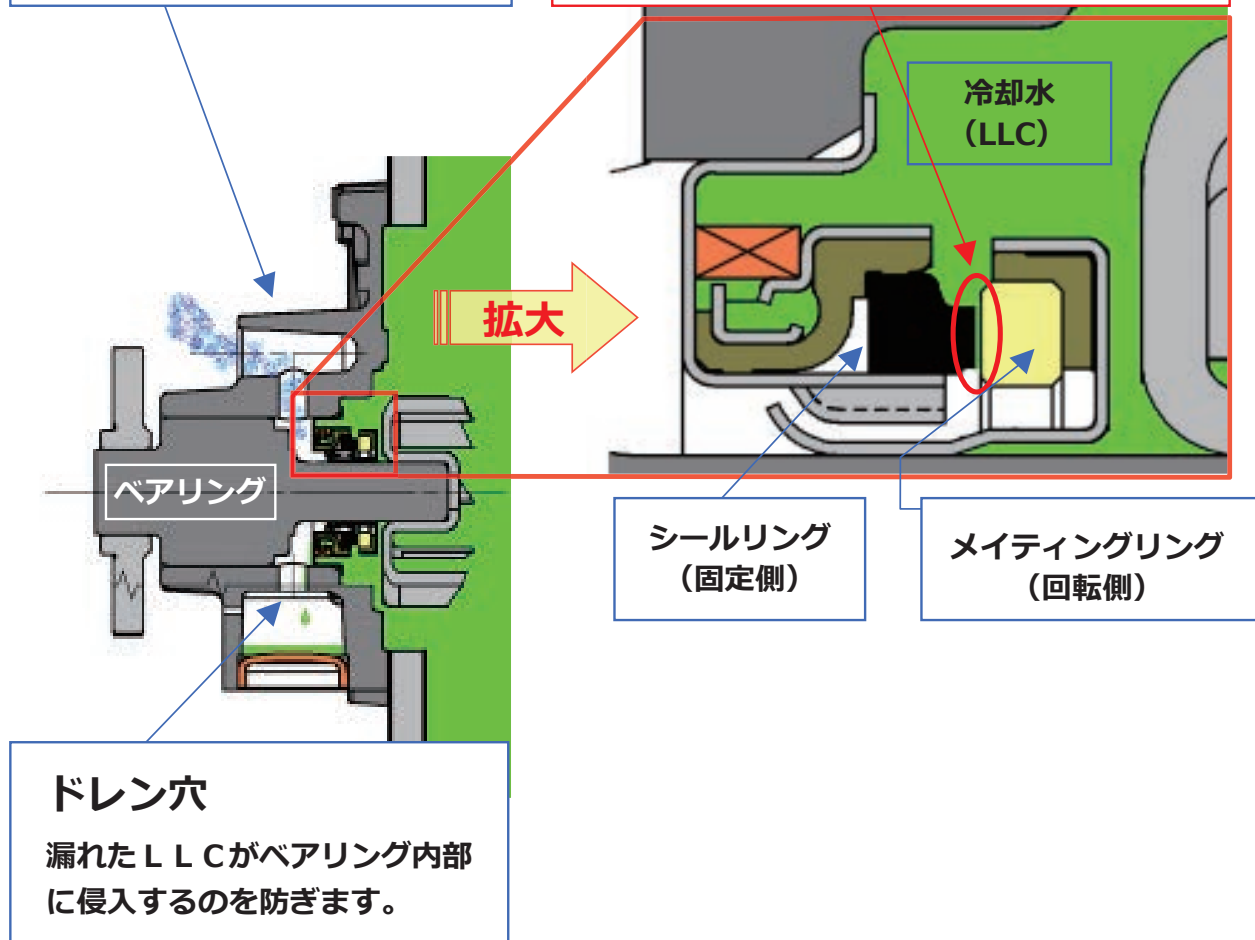 冷却水
（LLC）
拡大
ベアリング
シールリング
（固定側）
メイティングリング
（回転側）
ドレン穴
漏れたＬＬＣがベアリング内部
に侵入するのを防ぎます。